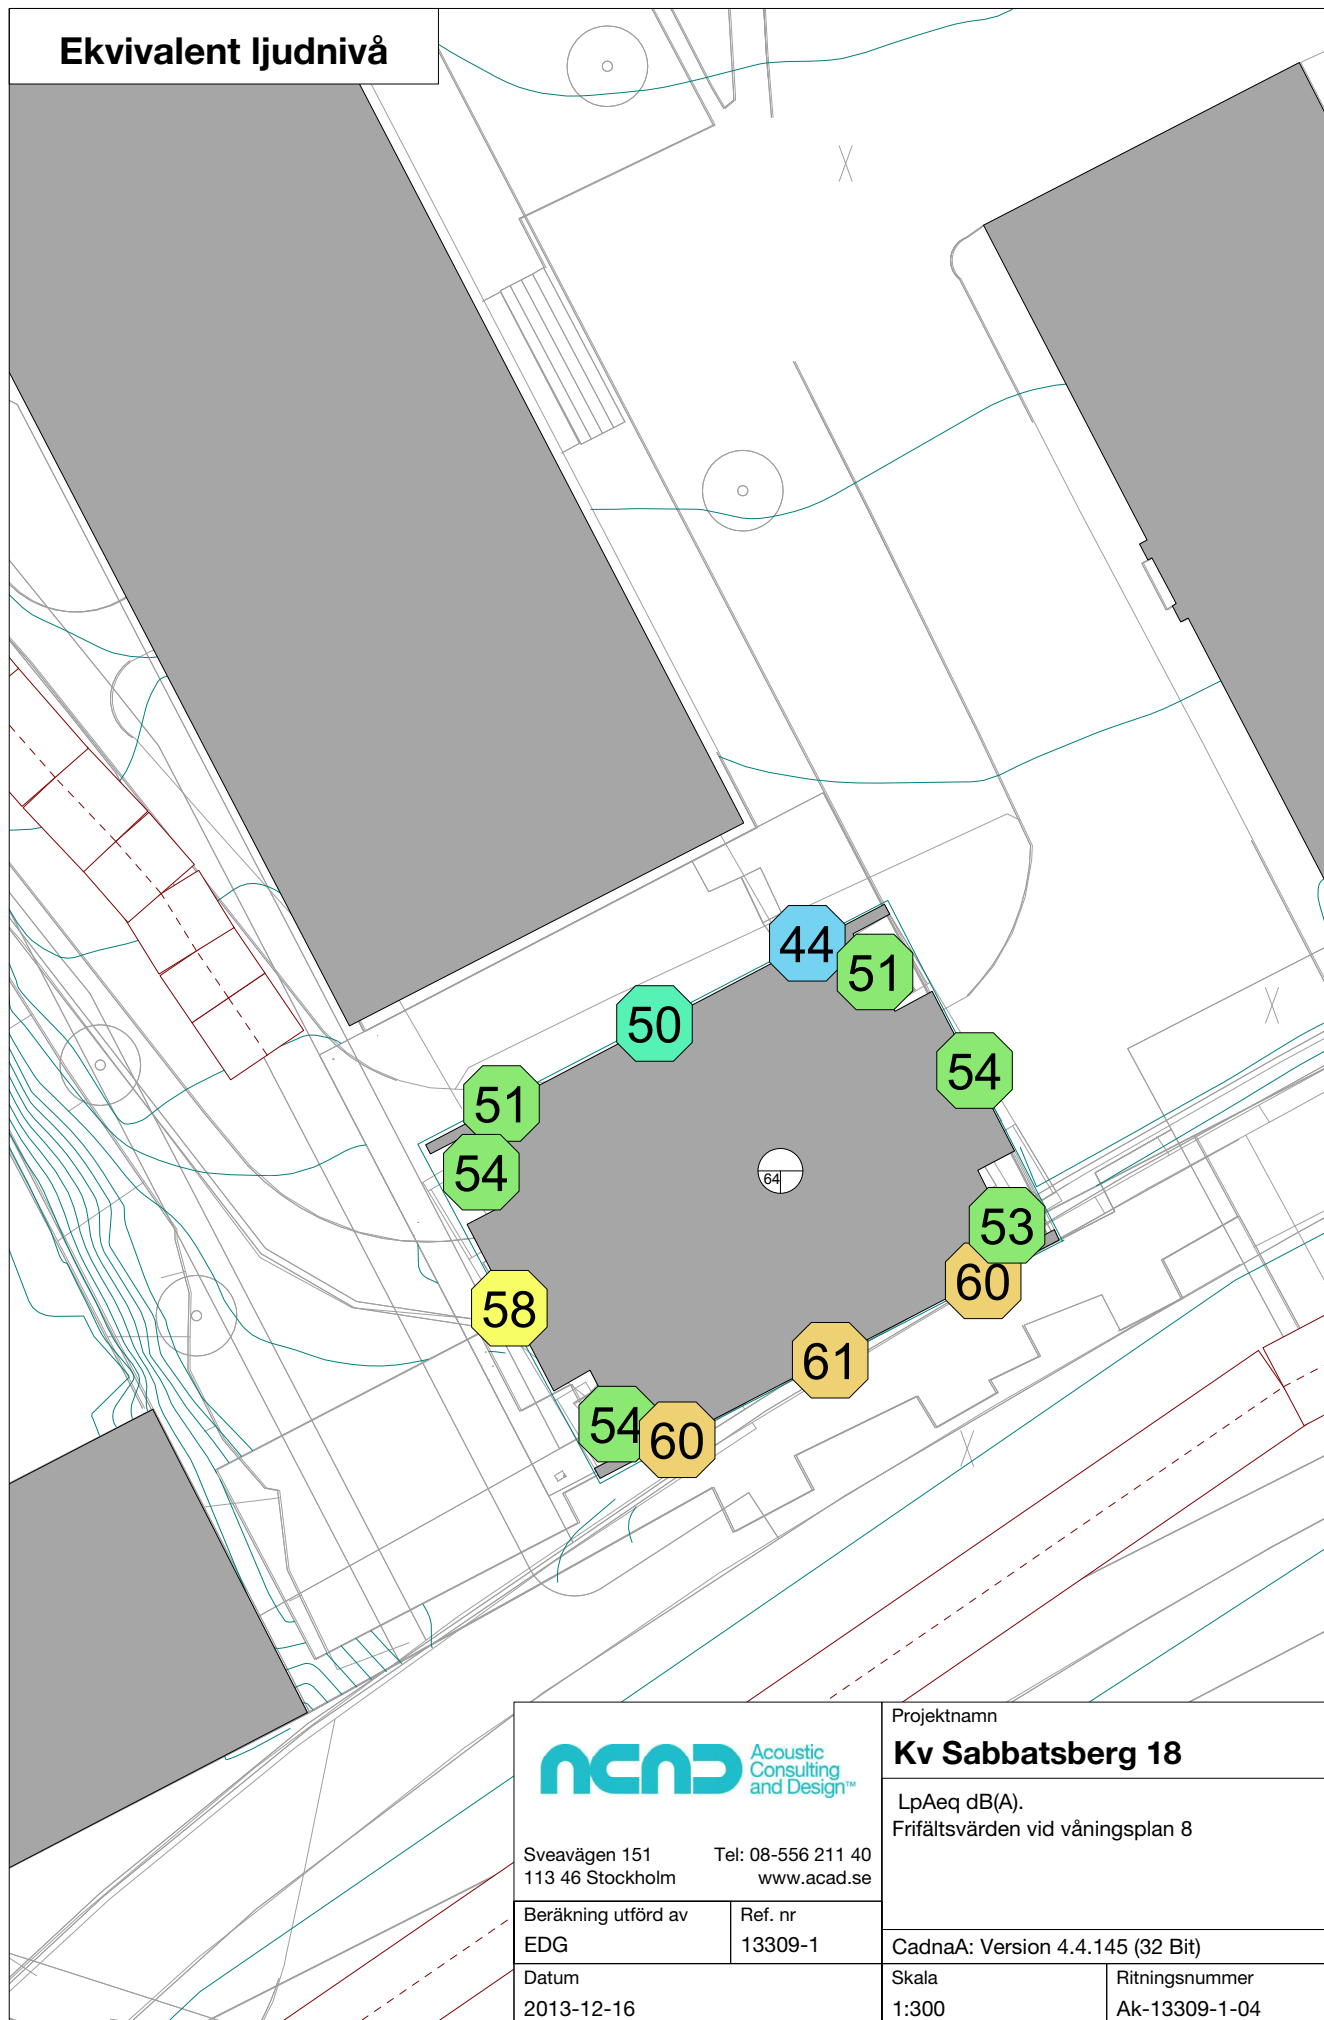 Ekvivalent ljudnivå
44
51
50
54
51
54
64
53
60
58
61
54
60
ACAD
Acoustic
Consulting
and Design™
Sveavägen 151
Tel: 08-556 211 40
113 46 Stockholm
www.acad.se
Beräkning utförd av
EDG
Ref. nr
13309-1
Datum
2013-12-16
Projektnamn
Kv Sabbatsberg 18
LpAeq dB(A).
Frifältsvärden vid våningsplan 8
CadnaA: Version 4.4.145 (32 Bit)
Skala
1:300
Ritningsnummer
Ak-13309-1-04